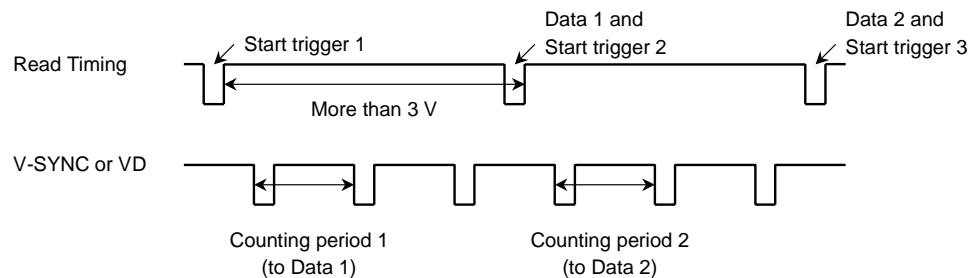 Start trigger 1
Data 1 and
Start trigger 2
Data 2 and
Start trigger 3
Read Timing
More than 3 V
V-SYNC or VD
Counting period 1
(to Data 1)
Counting period 2
(to Data 2)